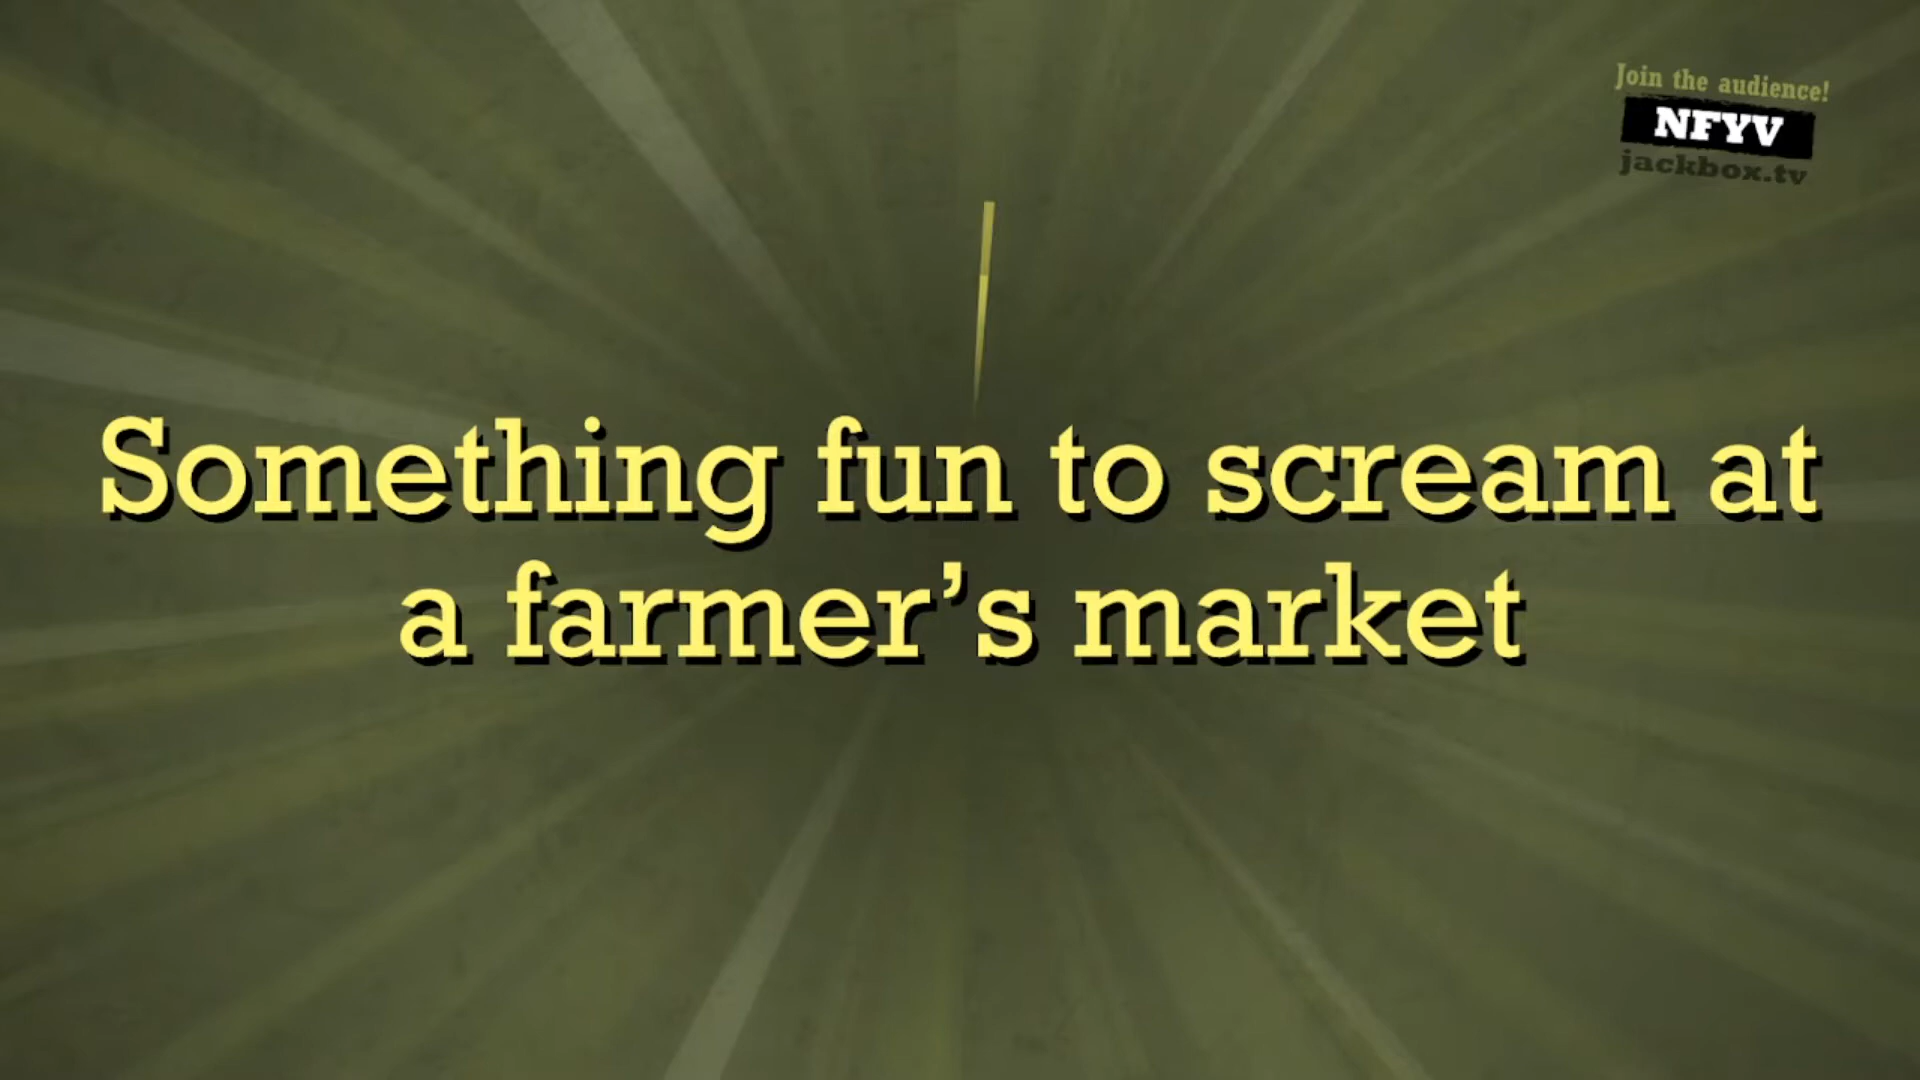 Join the audience!
NFYV
jackbox.tv
Something fun to scream at
a farmer’s market